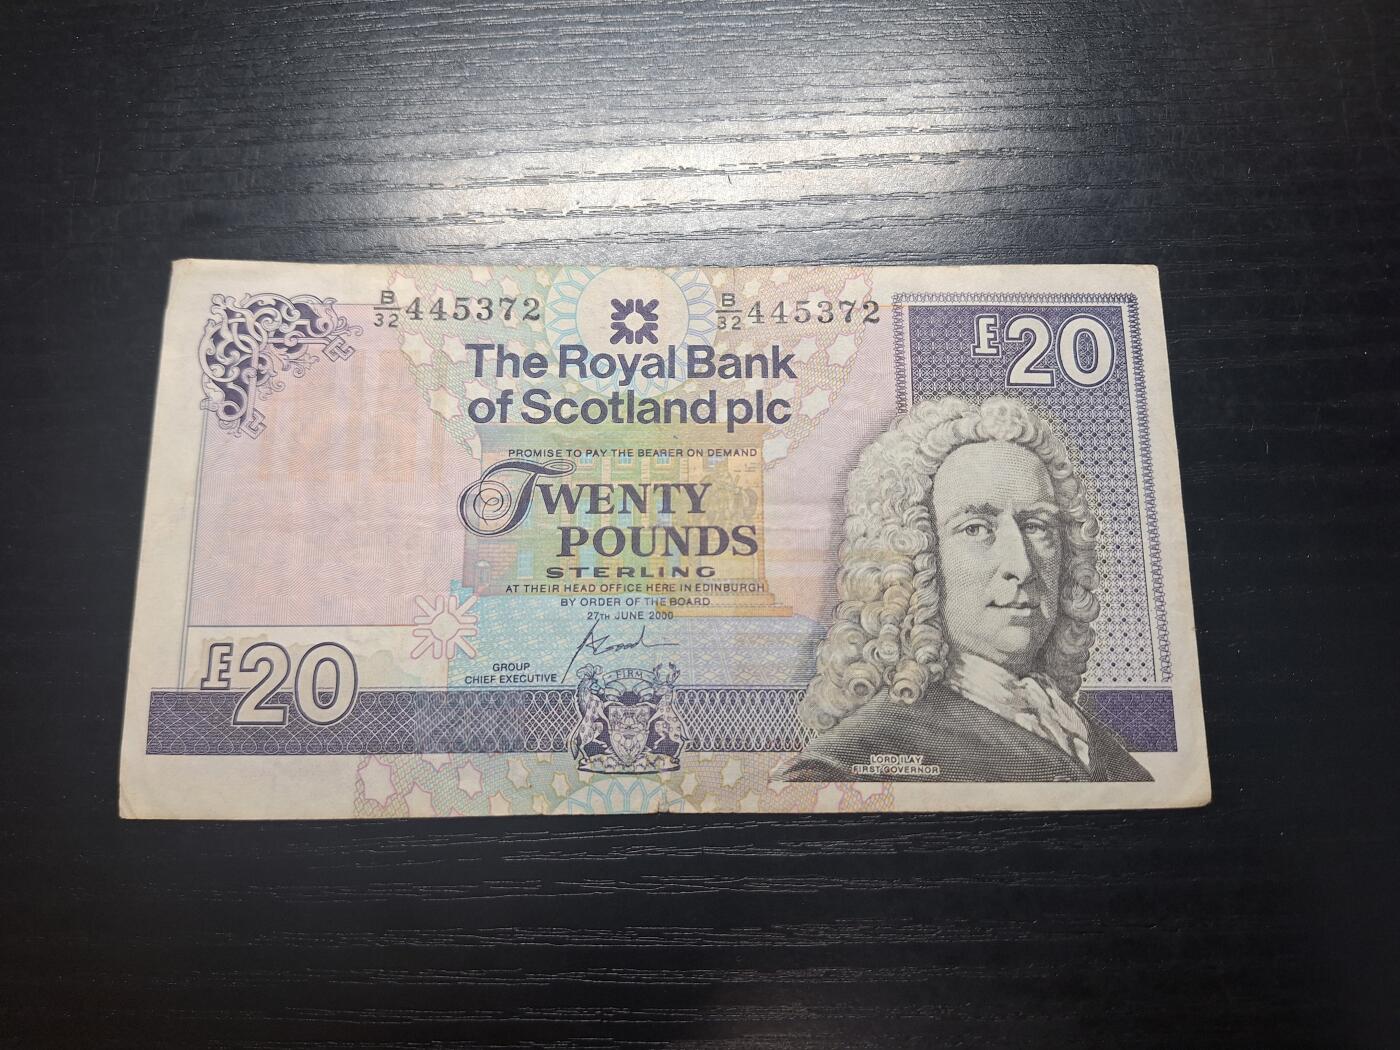 B/32 445372
B/32 445372
£20
The Royal Bank
of Scotland plc
PROMISE TO PAY THE BEARER ON DEMAND
TWENTY
POUNDS
STERLING
AT THEIR HEAD OFFICE HERE IN EDINBURGH
BY ORDER OF THE BOARD
27TH JUNE 2000
GROUP
CHIEF EXECUTIVE
FIRM
£20
LORD ILAY
FIRST GOVERNOR